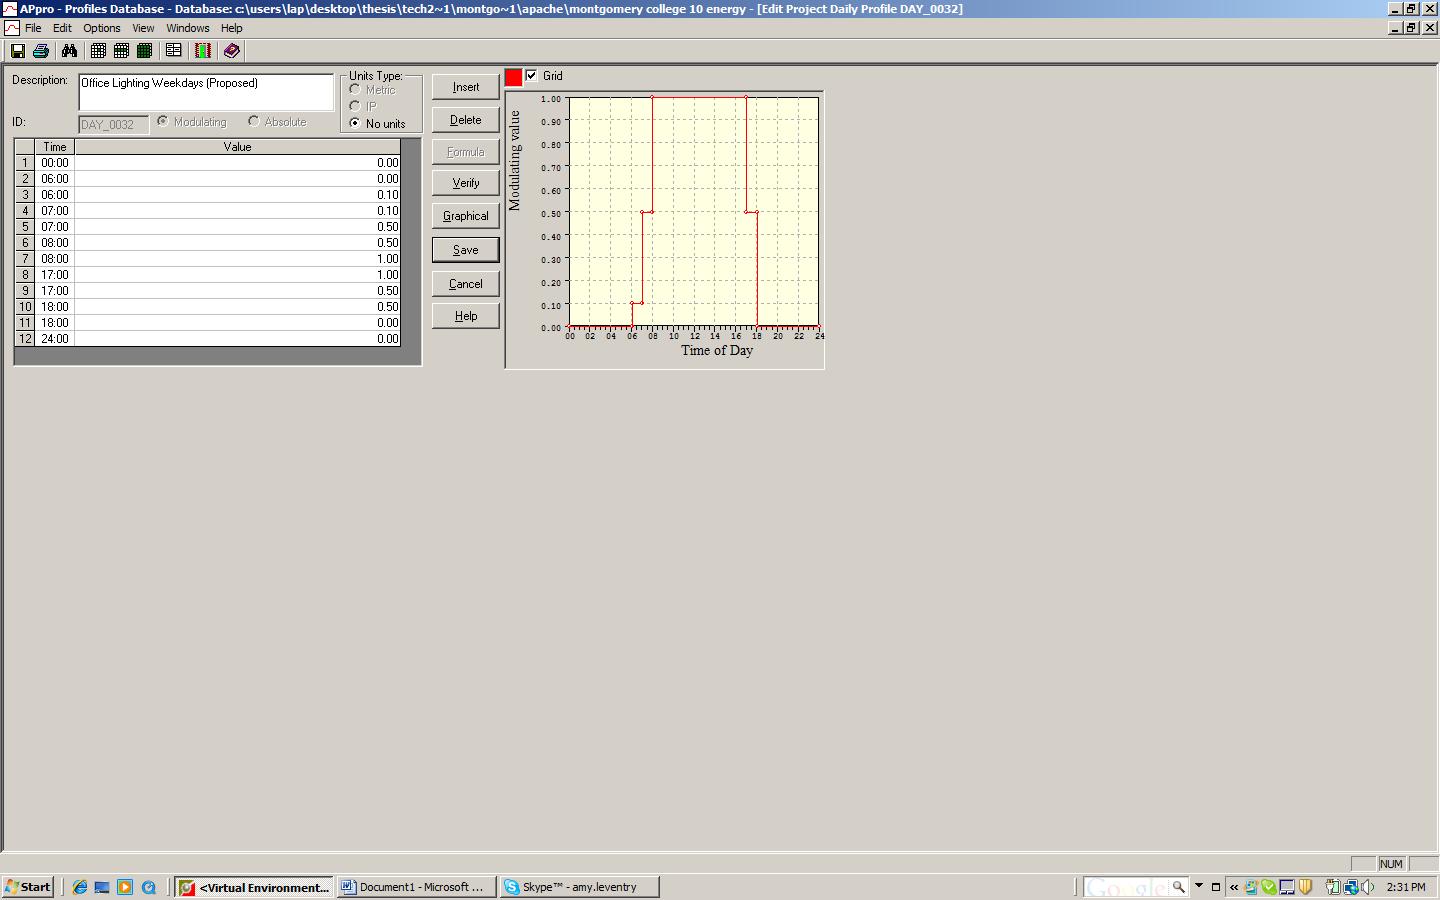 APpro - Profiles Database - Database: c:\users\lap\desktop\thesis\tech2~1\montgo~1\apache\montgomery college 10 energy - [Edit Project Daily Profile DAY_0032]
File Edit Options View Windows Help
Description: Office Lighting Weekdays (Proposed)
Units Type:
Metric
IP
No units
ID: DAY_0032 Modulating Absolute
Time Value
1 00:00 0.00
2 06:00 0.00
3 06:00 0.10
4 07:00 0.10
5 07:00 0.50
6 08:00 0.50
7 08:00 1.00
8 17:00 1.00
9 17:00 0.50
10 18:00 0.50
11 18:00 0.00
12 24:00 0.00
Insert
Delete
Formula
Verify
Graphical
Save
Cancel
Help
Grid
Modulating value
1.00
0.90
0.80
0.70
0.60
0.50
0.40
0.30
0.20
0.10
0.00
00 02 04 06 08 10 12 14 16 18 20 22 24
Time of Day
NUM
Start <Virtual Environment... Document1 - Microsoft ... Skype™ - amy.leventry Google « 2:31 PM